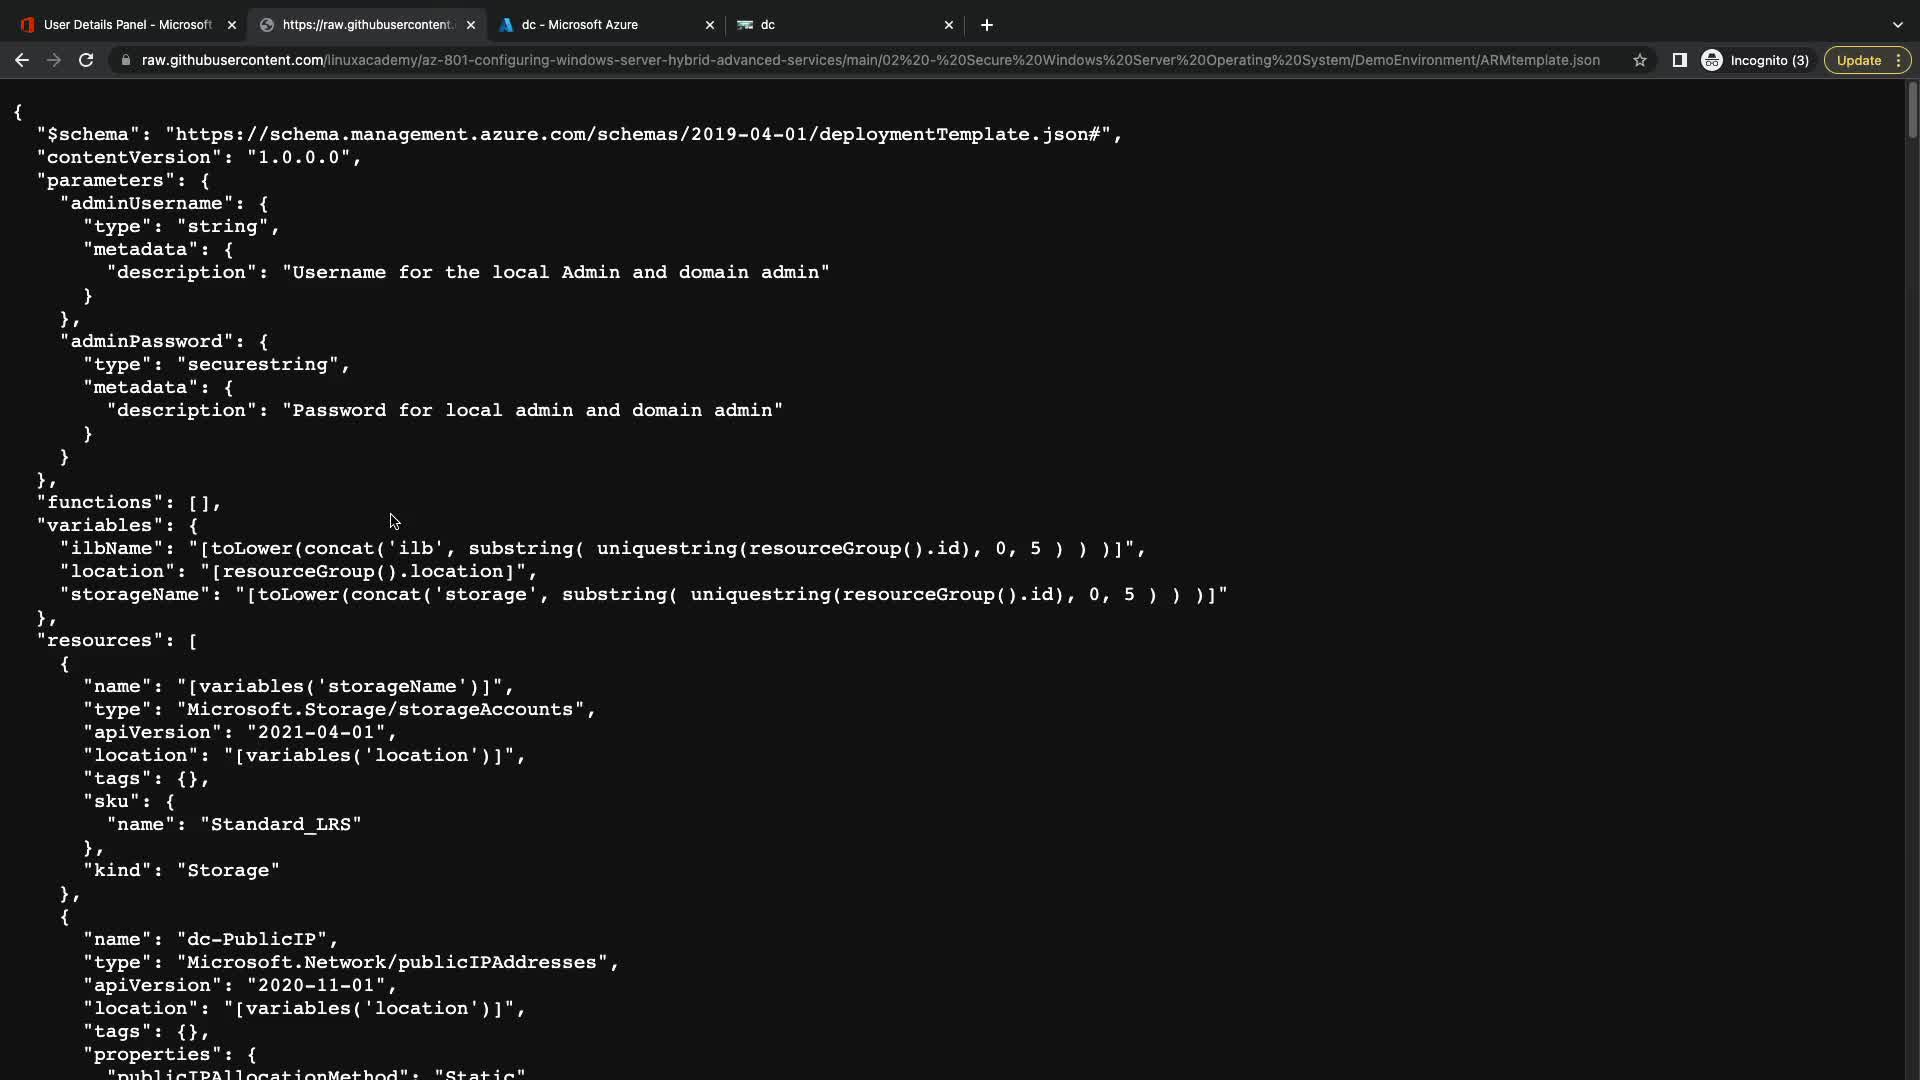 User Details Panel - Microsoft
https://raw.githubusercontent.
dc - Microsoft Azure
dc
raw.githubusercontent.com/linuxacademy/az-801-configuring-windows-server-hybrid-advanced-services/main/02%20-%20Secure%20Windows%20Server%20Operating%20System/DemoEnvironment/ARMtemplate.json
Incognito (3)
Update
{
"$schema": "https://schema.management.azure.com/schemas/2019-04-01/deploymentTemplate.json#",
"contentVersion": "1.0.0.0",
"parameters": {
"adminUsername": {
"type": "string",
"metadata": {
"description": "Username for the local Admin and domain admin"
}
},
"adminPassword": {
"type": "securestring",
"metadata": {
"description": "Password for local admin and domain admin"
}
}
},
"functions": [],
"variables": {
"ilbName": "[toLower(concat('ilb', substring( uniquestring(resourceGroup().id), 0, 5 ) ) )]",
"location": "[resourceGroup().location]",
"storageName": "[toLower(concat('storage', substring( uniquestring(resourceGroup().id), 0, 5 ) ) )]"
},
"resources": [
{
"name": "[variables('storageName')]",
"type": "Microsoft.Storage/storageAccounts",
"apiVersion": "2021-04-01",
"location": "[variables('location')]",
"tags": {},
"sku": {
"name": "Standard_LRS"
},
"kind": "Storage"
},
{
"name": "dc-PublicIP",
"type": "Microsoft.Network/publicIPAddresses",
"apiVersion": "2020-11-01",
"location": "[variables('location')]",
"tags": {},
"properties": {
"publicIPAllocationMethod": "Static"